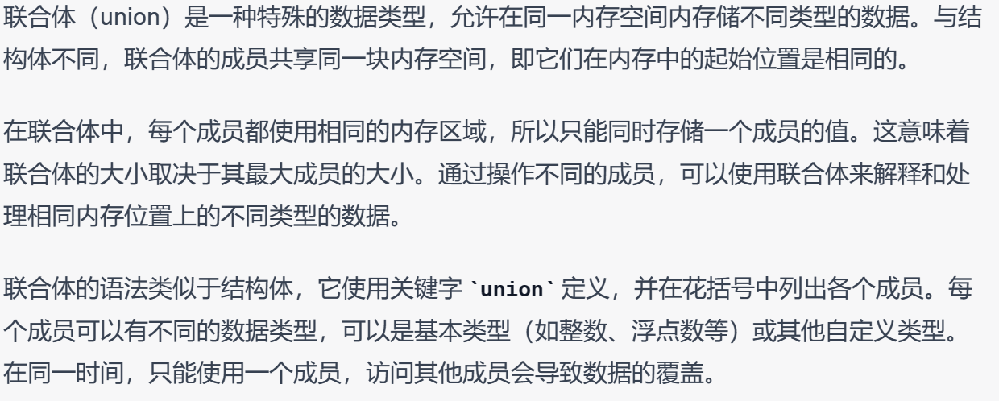 联合体（union）是一种特殊的数据类型，允许在同一内存空间内存储不同类型的数据。与结
构体不同，联合体的成员共享同一块内存空间，即它们在内存中的起始位置是相同的。
在联合体中，每个成员都使用相同的内存区域，所以只能同时存储一个成员的值。这意味着
联合体的大小取决于其最大成员的大小。通过操作不同的成员，可以使用联合体来解释和处
理相同内存位置上的不同类型的数据。
联合体的语法类似于结构体，它使用关键字 `union` 定义，并在花括号中列出各个成员。每
个成员可以有不同的数据类型，可以是基本类型（如整数、浮点数等）或其他自定义类型。
在同一时间，只能使用一个成员，访问其他成员会导致数据的覆盖。